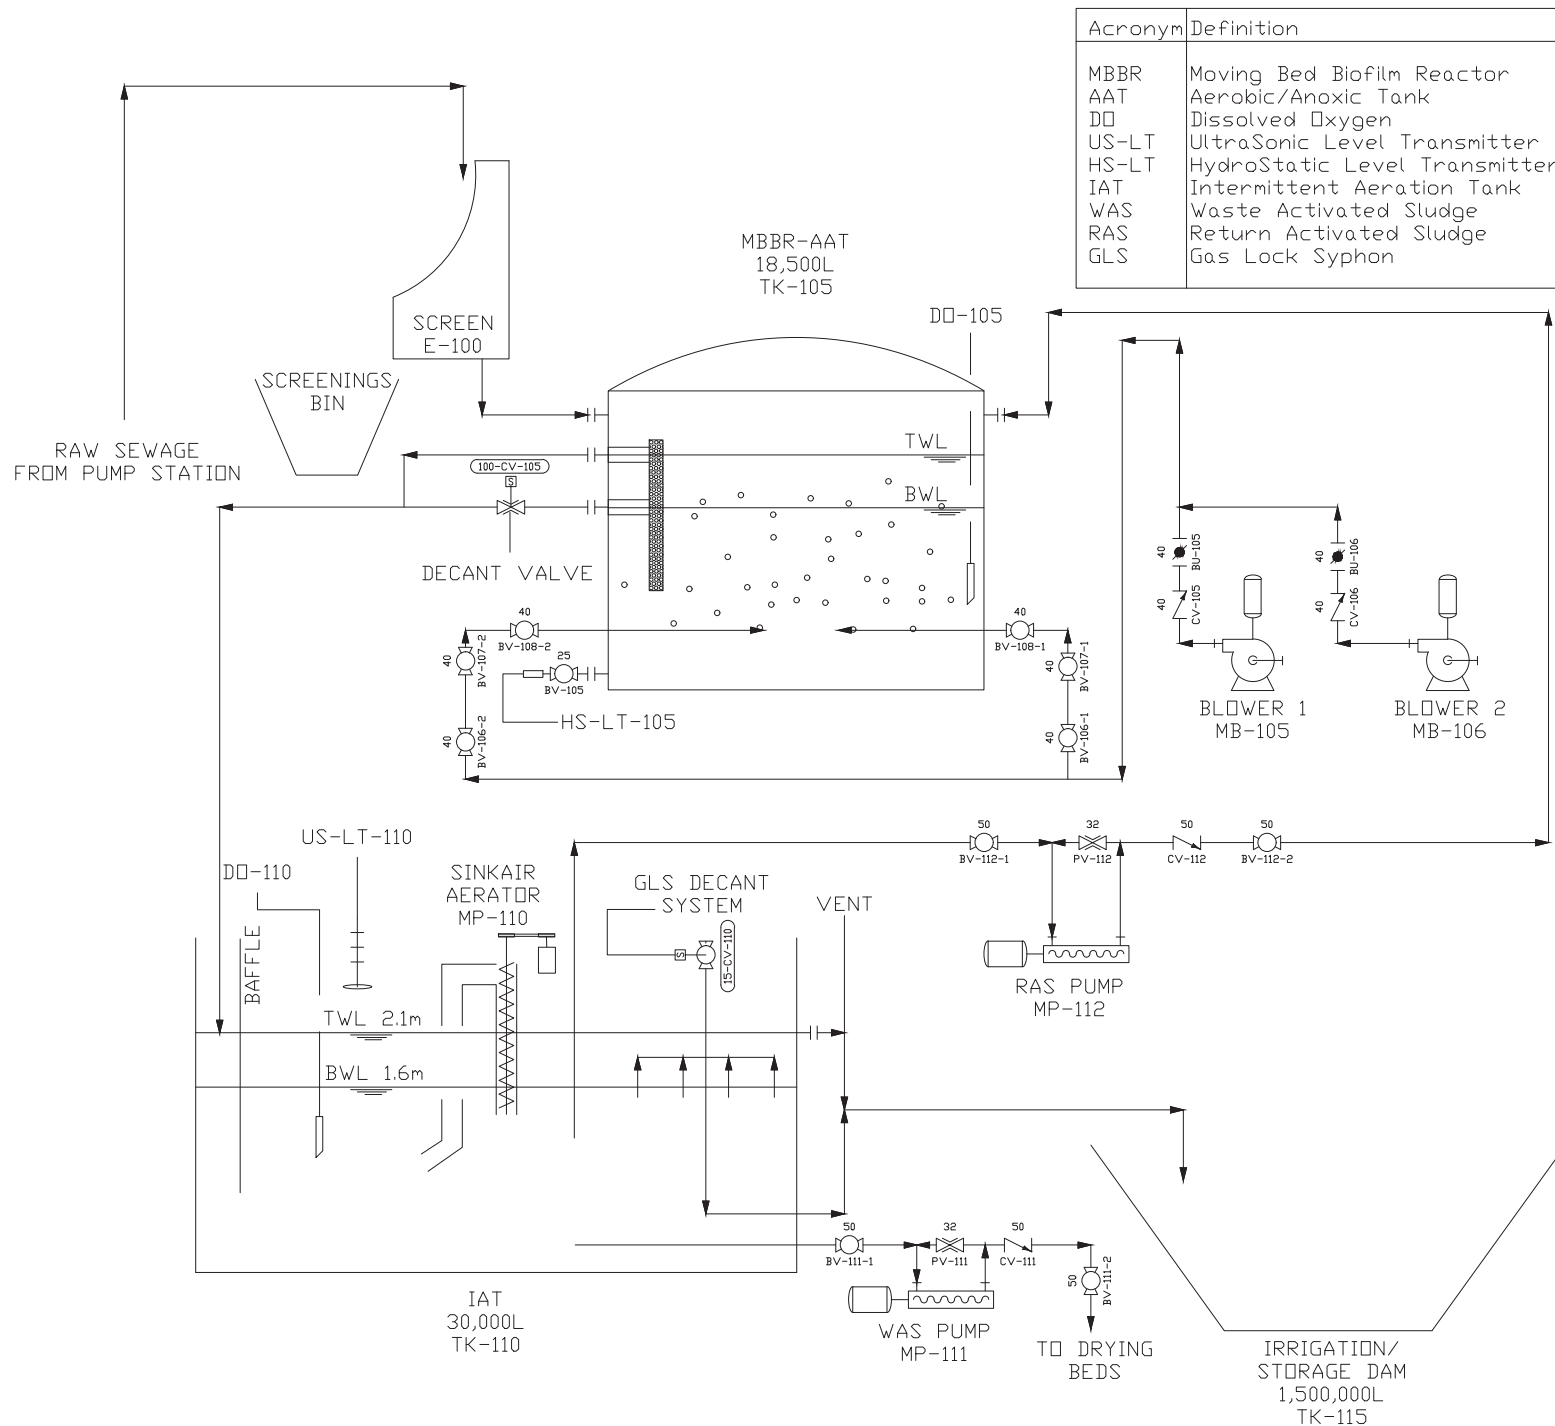 Acronym Definition
MBBR Moving Bed Biofilm Reactor
AAT Aerobic/Anoxic Tank
DO Dissolved Oxygen
US-LT UltraSonic Level Transmitter
HS-LT HydroStatic Level Transmitter
IAT Intermittent Aeration Tank
WAS Waste Activated Sludge
RAS Return Activated Sludge
GLS Gas Lock Syphon
MBBR-AAT
18,500L
TK-105
DO-105
SCREEN
E-100
SCREENINGS
BIN
RAW SEWAGE
FROM PUMP STATION
TWL
100-CV-105
S
BWL
DECANT VALVE
40
BV-108-2
40
BV-108-1
40
BV-107-2
40
BV-107-1
25
BV-105
HS-LT-105
40
BV-106-2
40
BV-106-1
40
BU-105
40
CV-105
40
BU-106
40
CV-106
BLOWER 1
MB-105
BLOWER 2
MB-106
US-LT-110
DO-110
BAFFLE
SINKAIR
AERATOR
MP-110
GLS DECANT
SYSTEM
S
15-CV-110
VENT
50
BV-112-1
32
PV-112
50
CV-112
50
BV-112-2
RAS PUMP
MP-112
TWL 2.1m
BWL 1.6m
50
BV-111-1
32
PV-111
50
CV-111
50
BV-111-2
WAS PUMP
MP-111
TO DRYING
BEDS
IAT
30,000L
TK-110
IRRIGATION/
STORAGE DAM
1,500,000L
TK-115